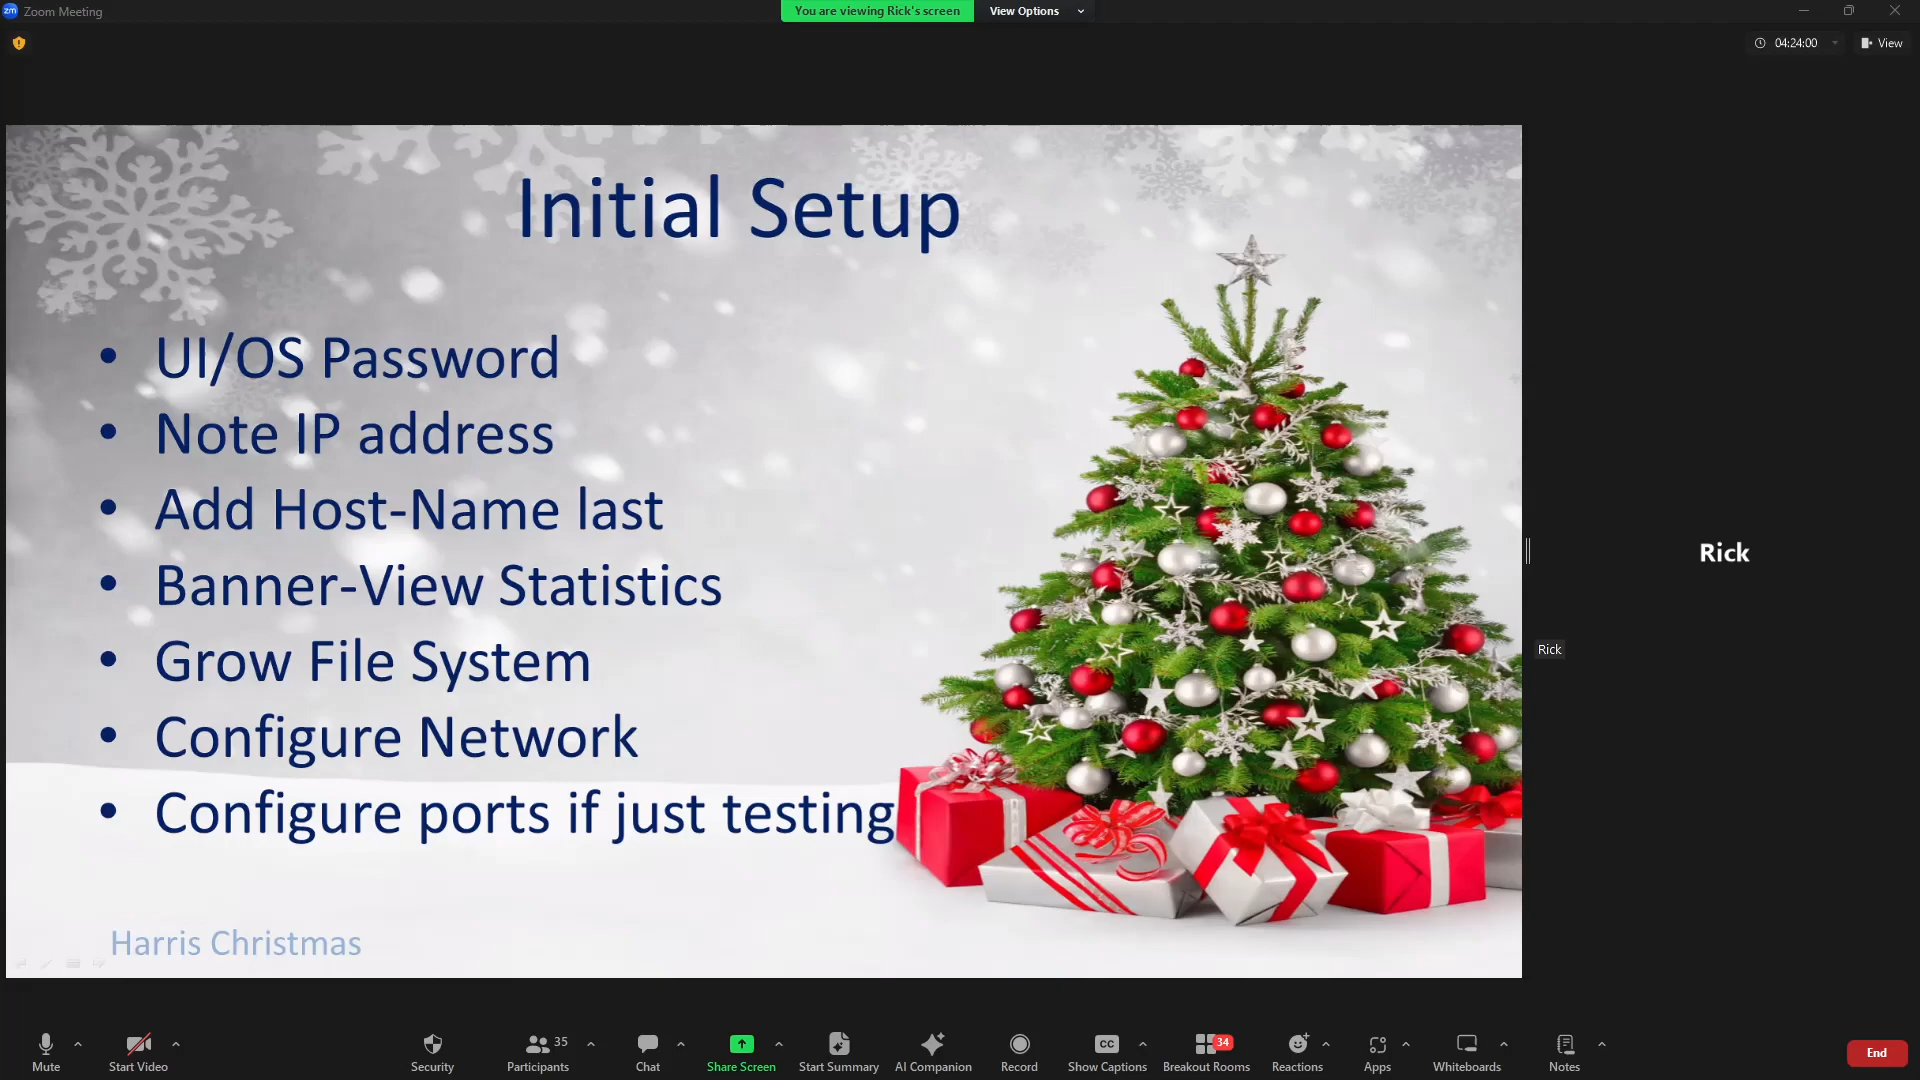 zm Zoom Meeting
You are viewing Rick's screen
View Options
04:24:00
View
Initial Setup
• UI/OS Password
• Note IP address
• Add Host-Name last
• Banner-View Statistics
• Grow File System
• Configure Network
• Configure ports if just testing
Harris Christmas
Rick
Rick
Mute
Start Video
Security
Participants 35
Chat
Share Screen
Start Summary
AI Companion
Record
CC
Show Captions
Breakout Rooms 34
Reactions
Apps
Whiteboards
Notes
End